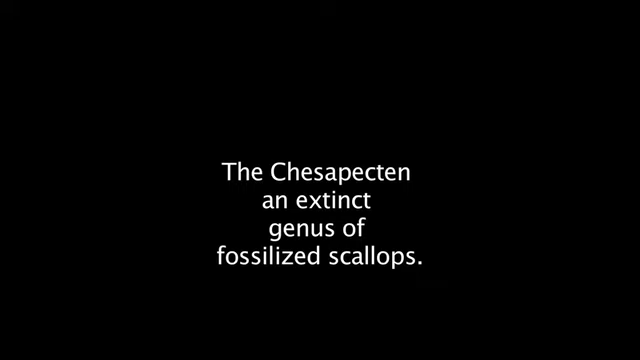 The Chesapecten
an extinct
genus of
fossilized scallops.